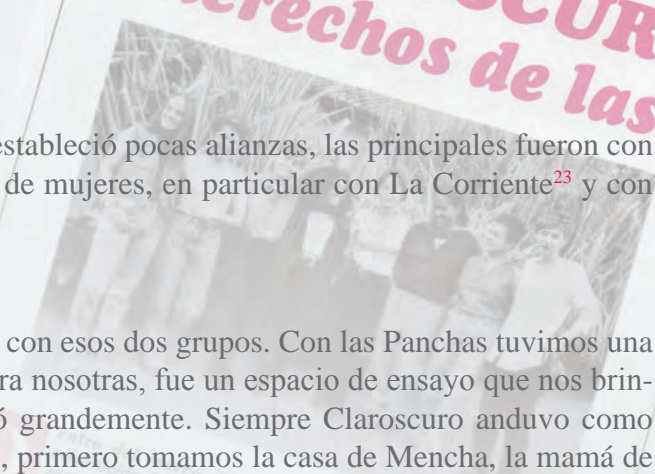 SCUR
erechos de las
estableció pocas alianzas, las principales fueron con
de mujeres, en particular con La Corriente23 y con
con esos dos grupos. Con las Panchas tuvimos una
ra nosotras, fue un espacio de ensayo que nos brin-
ó grandemente. Siempre Claroscuro anduvo como
, primero tomamos la casa de Mencha, la mamá de